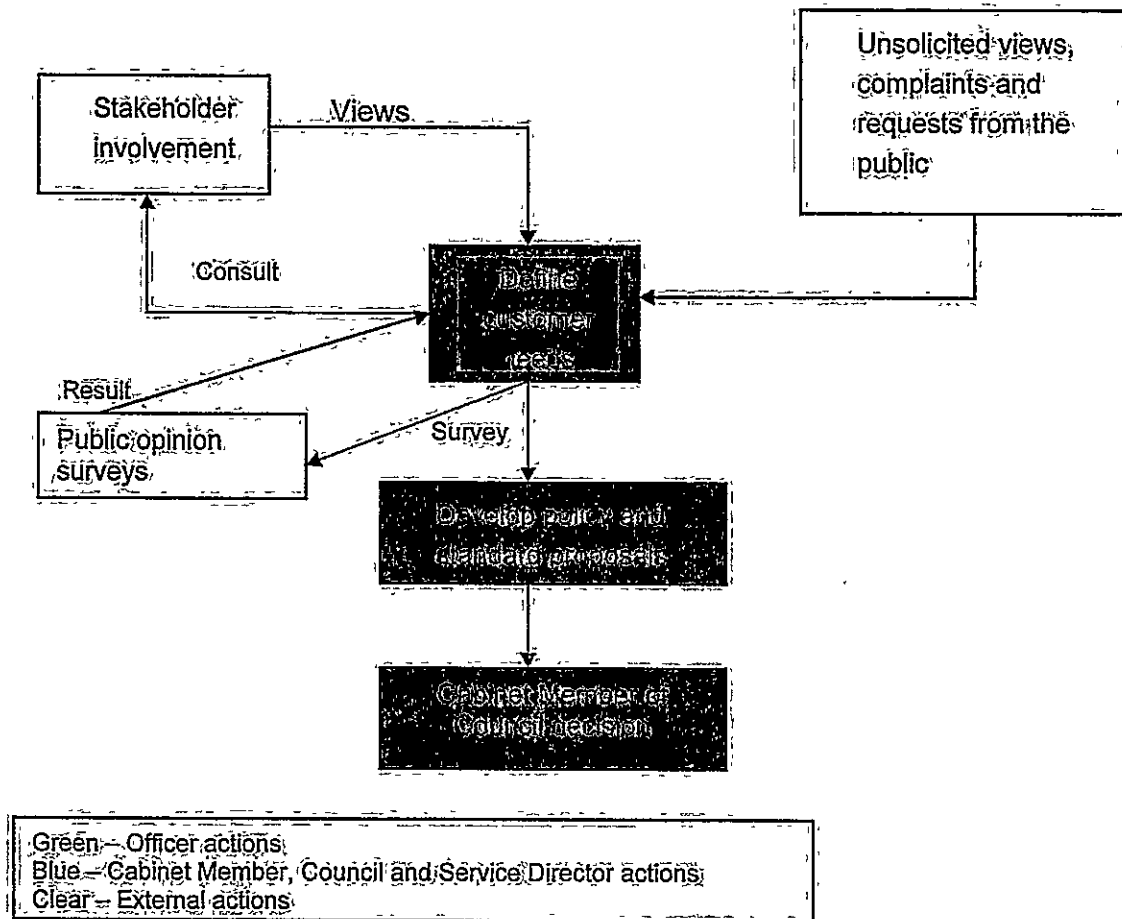 Stakeholder
involvement
Views
Unsolicited views,
complaints and
requests from the
public
Consult
Define
customer
needs
Result
Public opinion
surveys
Survey
Develop policy and
standard proposals
Cabinet Member or
Council decision
Green – Officer actions
Blue – Cabinet Member, Council and Service Director actions
Clear – External actions